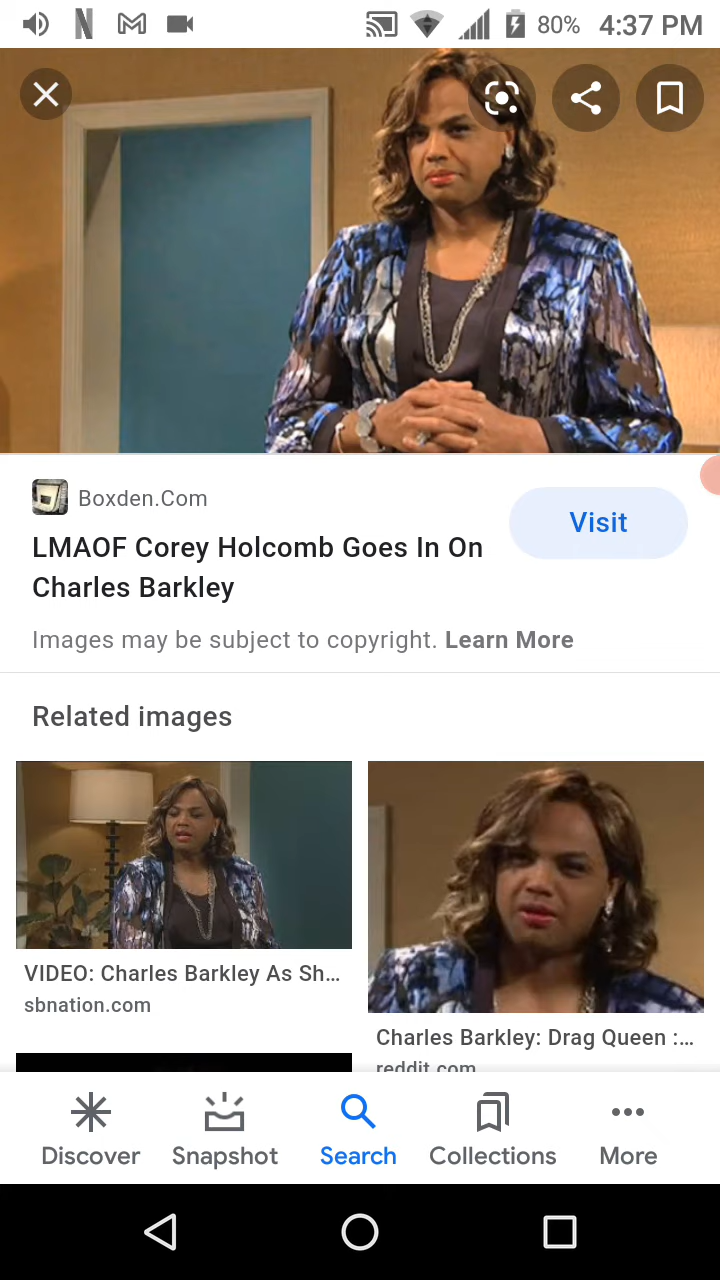 80% 4:37 PM
Boxden.Com
Visit
LMAOF Corey Holcomb Goes In On
Charles Barkley
Images may be subject to copyright. Learn More
Related images
VIDEO: Charles Barkley As Sh...
sbnation.com
Charles Barkley: Drag Queen :...
reddit.com
Discover Snapshot Search Collections More